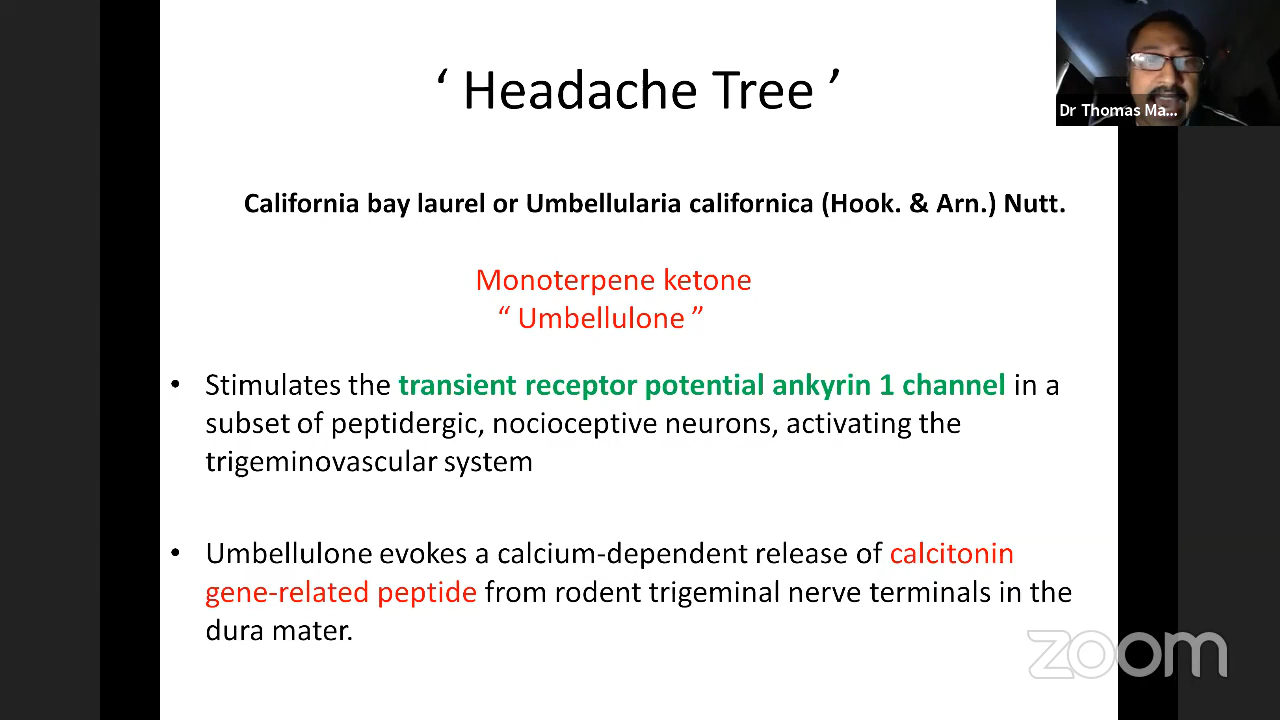 ‘ Headache Tree ’
Dr Thomas Ma...
California bay laurel or Umbellularia californica (Hook. & Arn.) Nutt.
Monoterpene ketone
“ Umbellulone ”
• Stimulates the transient receptor potential ankyrin 1 channel in a
subset of peptidergic, nocioceptive neurons, activating the
trigeminovascular system
• Umbellulone evokes a calcium-dependent release of calcitonin
gene-related peptide from rodent trigeminal nerve terminals in the
dura mater.
zoom